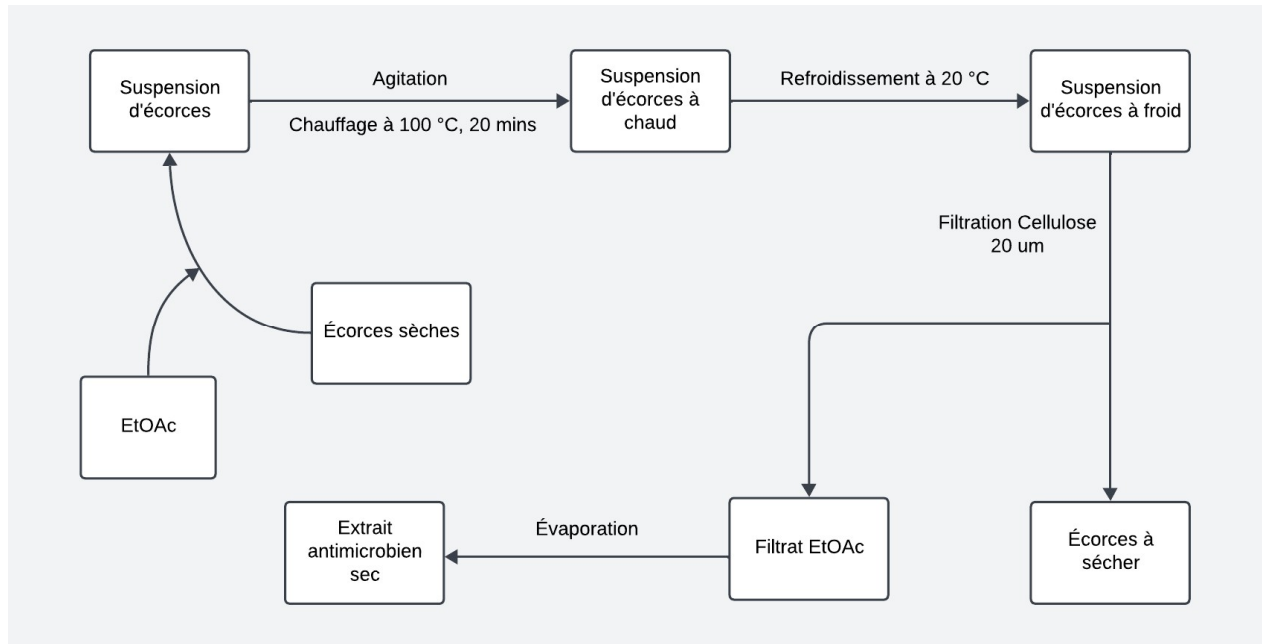 Suspension
d'écorces
Agitation
Chauffage à 100 °C, 20 mins
Suspension
d'écorces à
chaud
Refroidissement à 20 °C
Suspension
d'écorces à froid
Filtration Cellulose
20 um
Écorces sèches
EtOAc
Extrait
antimicrobien
sec
Évaporation
Filtrat EtOAc
Écorces à
sécher